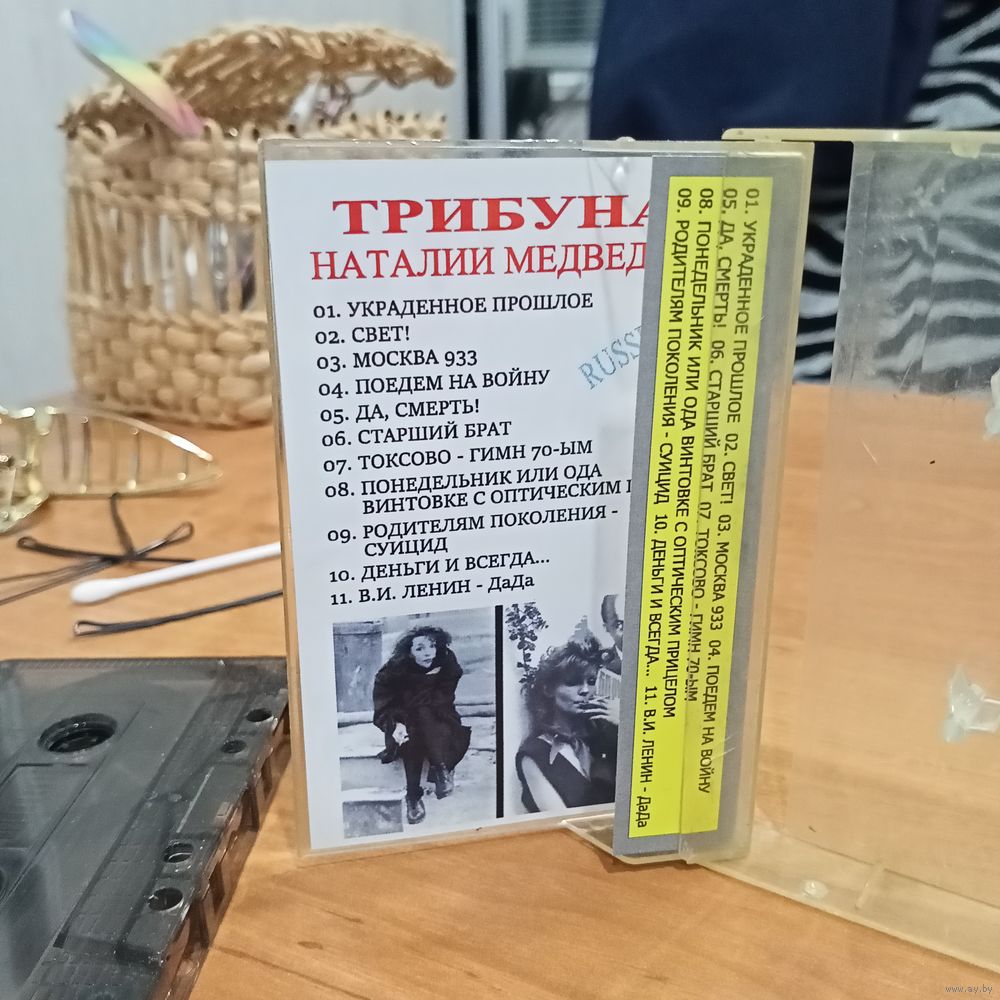 ТРИБУНА
НАТАЛИИ МЕДВЕД
01. УКРАДЕННОЕ ПРОШЛОЕ
02. СВЕТ!
03. МОСКВА 933
04. ПОЕДЕМ НА ВОЙНУ
05. ДА, СМЕРТЬ!
06. СТАРШИЙ БРАТ
07. ТОКСОВО - ГИМН 70-ЫМ
08. ПОНЕДЕЛЬНИК ИЛИ ОДА
ВИНТОВКЕ С ОПТИЧЕСКИМ
09. РОДИТЕЛЯМ ПОКОЛЕНИЯ -
СУИЦИД
10. ДЕНЬГИ И ВСЕГДА...
11. В.И. ЛЕНИН - ДаДа
RUSS
01. УКРАДЕННОЕ ПРОШЛОЕ 02. СВЕТ! 03. МОСКВА 933 04. ПОЕДЕМ НА ВОЙНУ
05. ДА, СМЕРТЬ! 06. СТАРШИЙ БРАТ 07. ТОКСОВО - ГИМН 70-ЫМ
08. ПОНЕДЕЛЬНИК ИЛИ ОДА ВИНТОВКЕ С ОПТИЧЕСКИМ ПРИЦЕЛОМ
09. РОДИТЕЛЯМ ПОКОЛЕНИЯ - СУИЦИД 10. ДЕНЬГИ И ВСЕГДА... 11. В.И. ЛЕНИН - ДаДа
www.ay.by